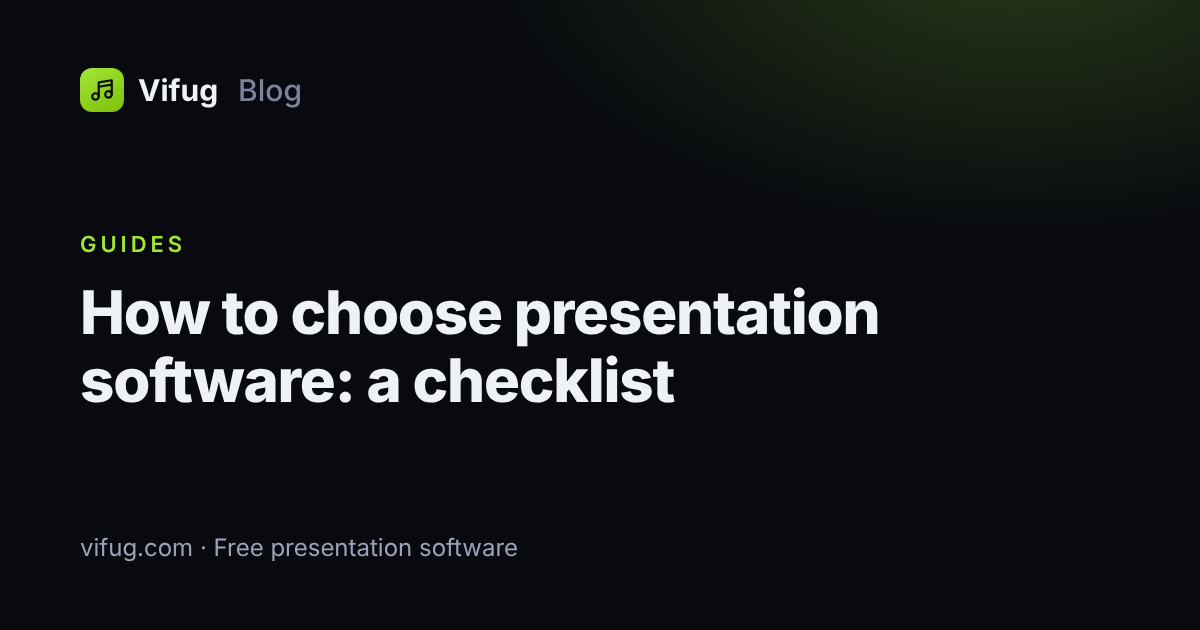 Vifug Blog
GUIDES
How to choose presentation
software: a checklist
vifug.com · Free presentation software